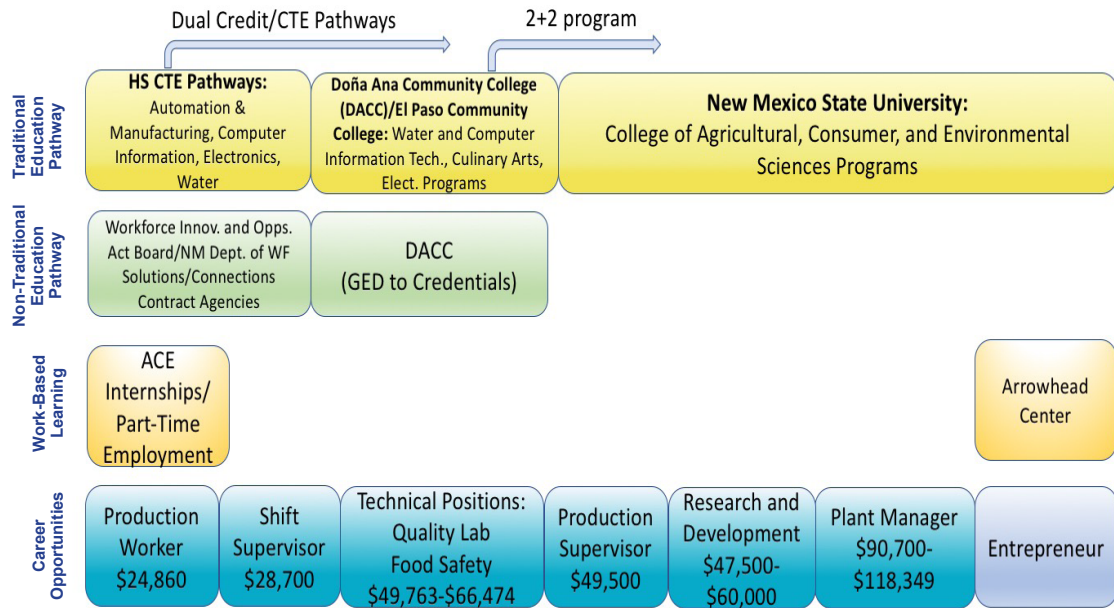 Dual Credit/CTE Pathways
2+2 program
Traditional
Education
Pathway
HS CTE Pathways:
Automation &
Manufacturing, Computer
Information, Electronics,
Water
Doña Ana Community College
(DACC)/El Paso Community
College: Water and Computer
Information Tech., Culinary Arts,
Elect. Programs
New Mexico State University:
College of Agricultural, Consumer, and Environmental
Sciences Programs
Non-Traditional
Education
Pathway
Workforce Innov. and Opps.
Act Board/NM Dept. of WF
Solutions/Connections
Contract Agencies
DACC
(GED to Credentials)
Work-Based
Learning
ACE
Internships/
Part-Time
Employment
Arrowhead
Center
Career
Opportunities
Production
Worker
$24,860
Shift
Supervisor
$28,700
Technical Positions:
Quality Lab
Food Safety
$49,763-$66,474
Production
Supervisor
$49,500
Research and
Development
$47,500-
$60,000
Plant Manager
$90,700-
$118,349
Entrepreneur